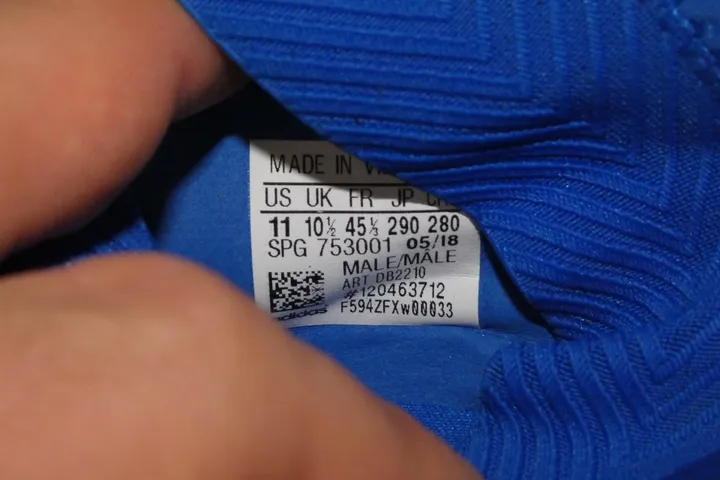 MADE IN
US UK FR JP
11 10½ 45⅓ 290 280
SPG 753001 05/18
MALE/MÂLE
ART DB2210
#120463712
F594ZFXw00033
adidas